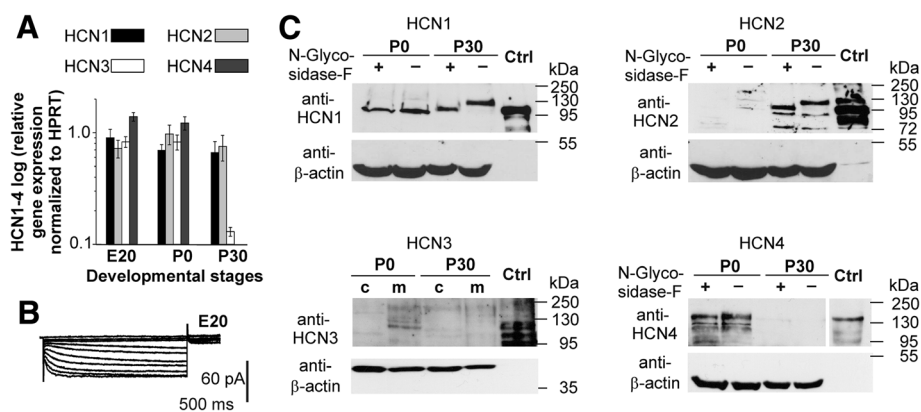 A
HCN1 HCN2
HCN3 HCN4
HCN1-4 log (relative
gene expression
normalized to HPRT)
1.0
0.1
E20 P0 P30
Developmental stages
B
E20
60 pA
500 ms
C
HCN1
P0 P30 Ctrl
N-Glyco-
sidase-F + − + − kDa
anti-
HCN1
250
130
95
55
anti-
β-actin
HCN2
P0 P30 Ctrl
N-Glyco-
sidase-F + − + − kDa
anti-
HCN2
250
130
95
72
55
anti-
β-actin
HCN3
P0 P30 Ctrl
c m c m kDa
anti-
HCN3
250
130
95
anti-
β-actin
35
HCN4
P0 P30 Ctrl
N-Glyco-
sidase-F + − + − kDa
anti-
HCN4
250
130
95
55
anti-
β-actin